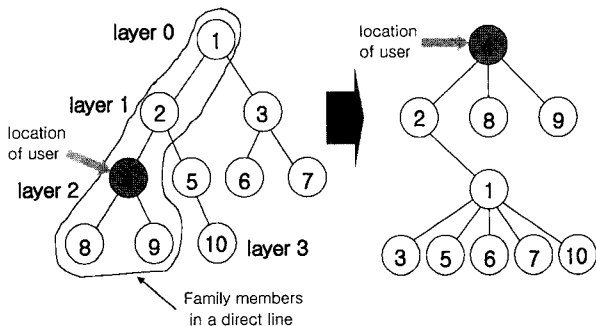 layer 0
1
layer 1
2
3
location
of user
layer 2
5
6
7
8
9
10
layer 3
Family members
in a direct line
location
of user
2
8
9
1
3
5
6
7
10